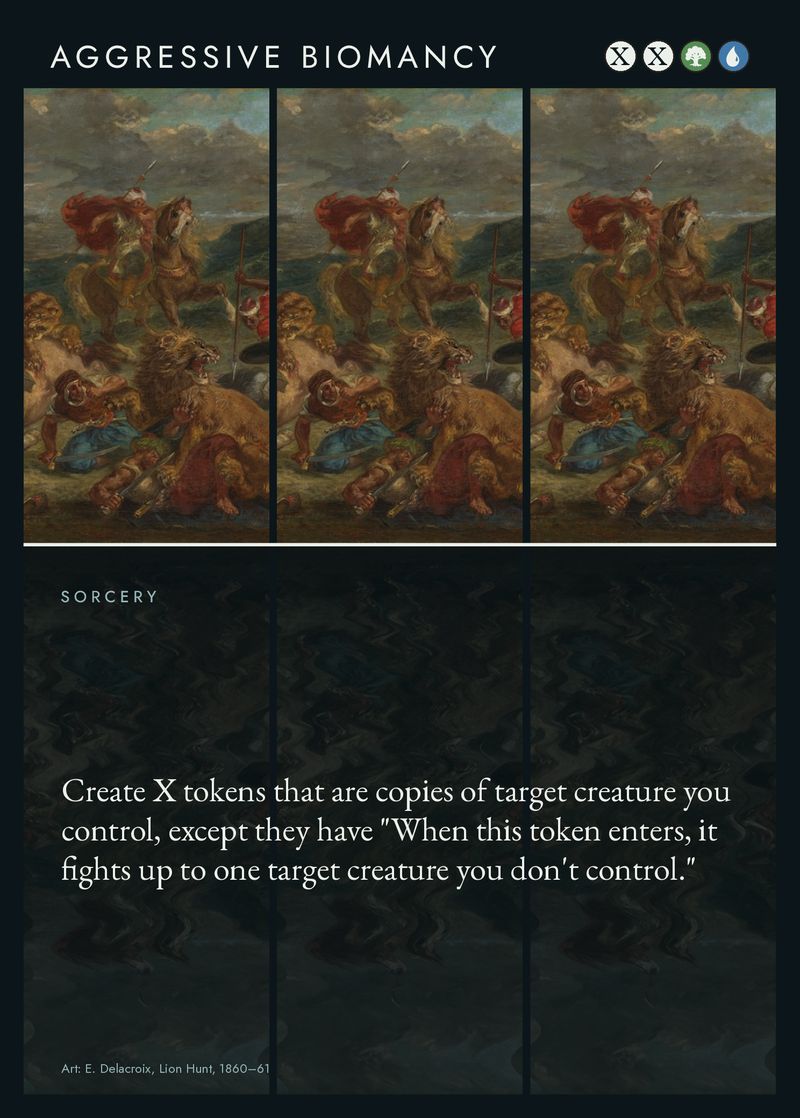 AGGRESSIVE BIOMANCY X X
SORCERY
Create X tokens that are copies of target creature you
control, except they have "When this token enters, it
fights up to one target creature you don't control."
Art: E. Delacroix, Lion Hunt, 1860–61